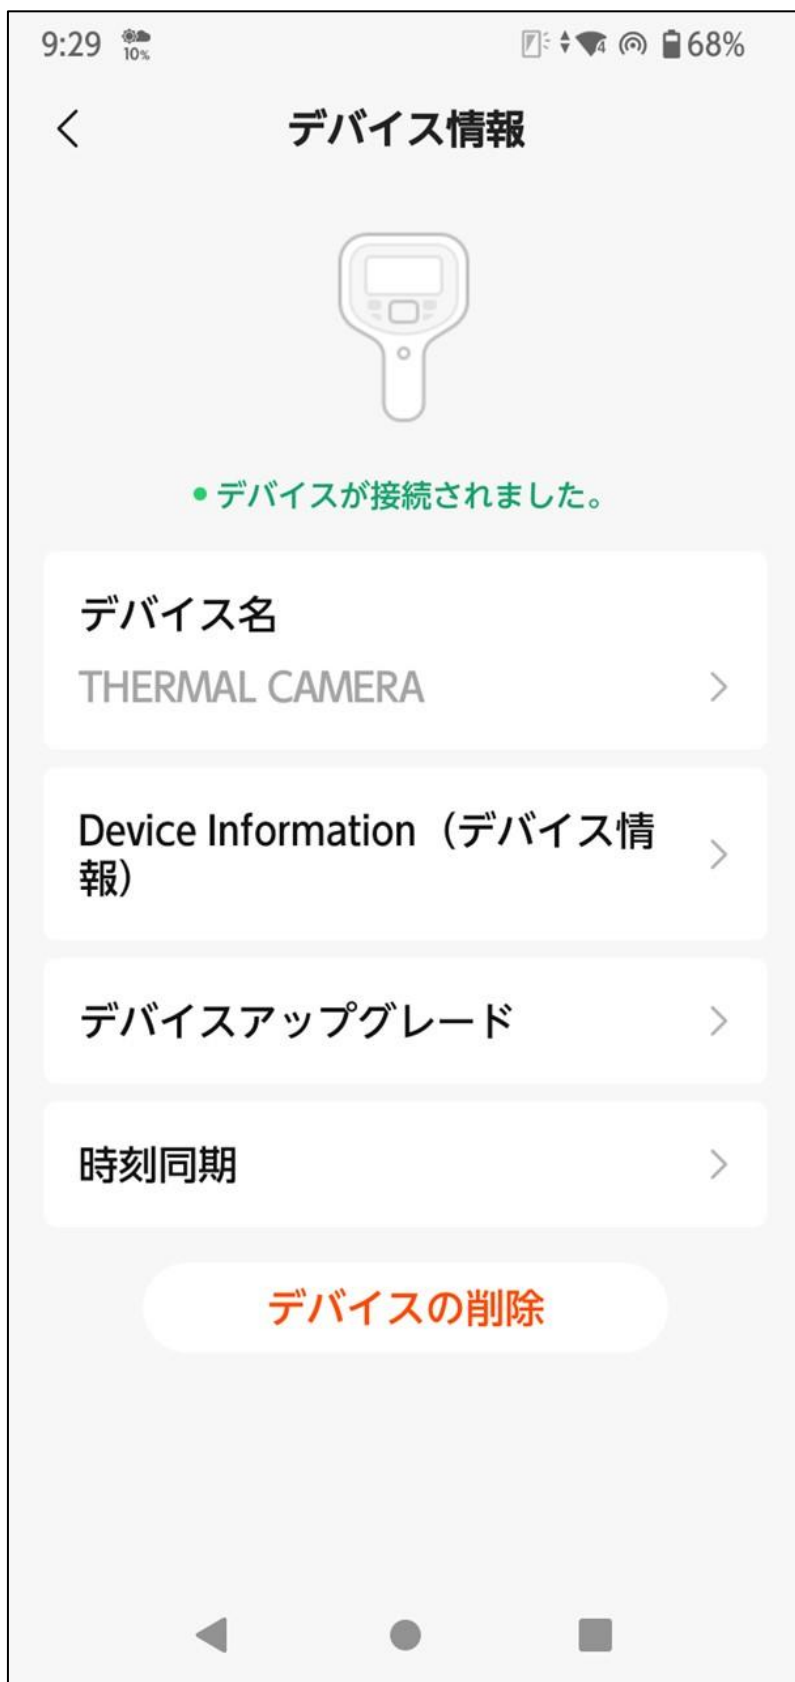 9:29
10%
4
68%
デバイス情報
デバイスが接続されました。
デバイス名
THERMAL CAMERA
Device Information（デバイス情
報）
デバイスアップグレード
時刻同期
デバイスの削除